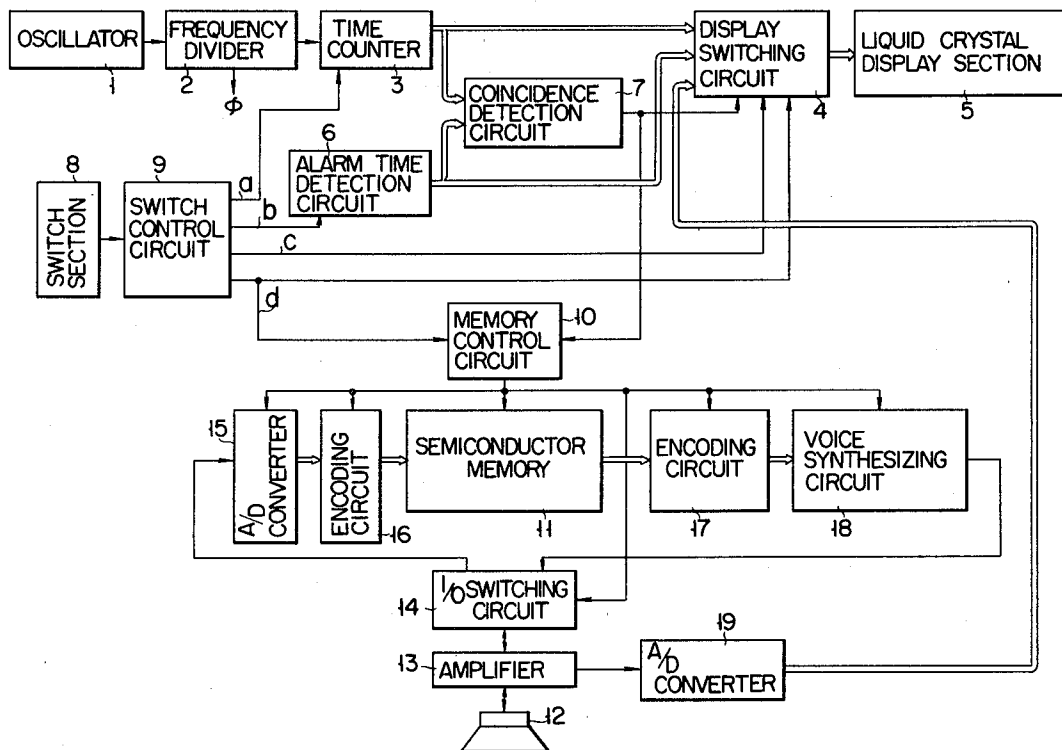 OSCILLATOR
1
FREQUENCY
DIVIDER
2
ϕ
TIME
COUNTER
3
DISPLAY
SWITCHING
CIRCUIT
4
LIQUID CRYSTAL
DISPLAY SECTION
5
7
COINCIDENCE
DETECTION
CIRCUIT
6
ALARM TIME
DETECTION
CIRCUIT
8
SWITCH
SECTION
9
SWITCH
CONTROL
CIRCUIT
a
b
c
d
MEMORY
CONTROL
CIRCUIT
10
15
A/D
CONVERTER
ENCODING
CIRCUIT
16
SEMICONDUCTOR
MEMORY
11
ENCODING
CIRCUIT
17
VOICE
SYNTHESIZING
CIRCUIT
18
I/O SWITCHING
CIRCUIT
14
13
AMPLIFIER
19
A/D
CONVERTER
12